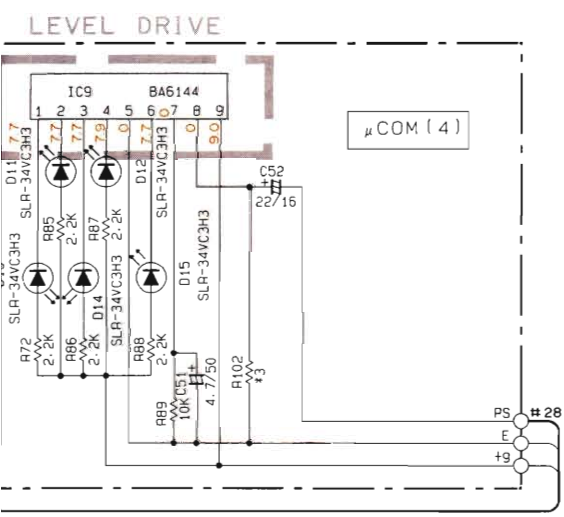 LEVEL DRIVE
IC9 BA6144
1 2 3 4 5 6 7 8 9
7.7 7.7 7.7 7.9 0 7.7 0 0 9.0
μCOM(4)
D11
SLR-34VC3H3
D12
SLR-34VC3H3
C52
+
22/16
R85
2.2K
R87
2.2K
SLR-34VC3H3
D14
SLR-34VC3H3
D15
SLR-34VC3H3
R72
2.2K
R86
2.2K
R88
2.2K
R89
10K
C51
+
4.7/50
R102
*3
PS #28
E
+9